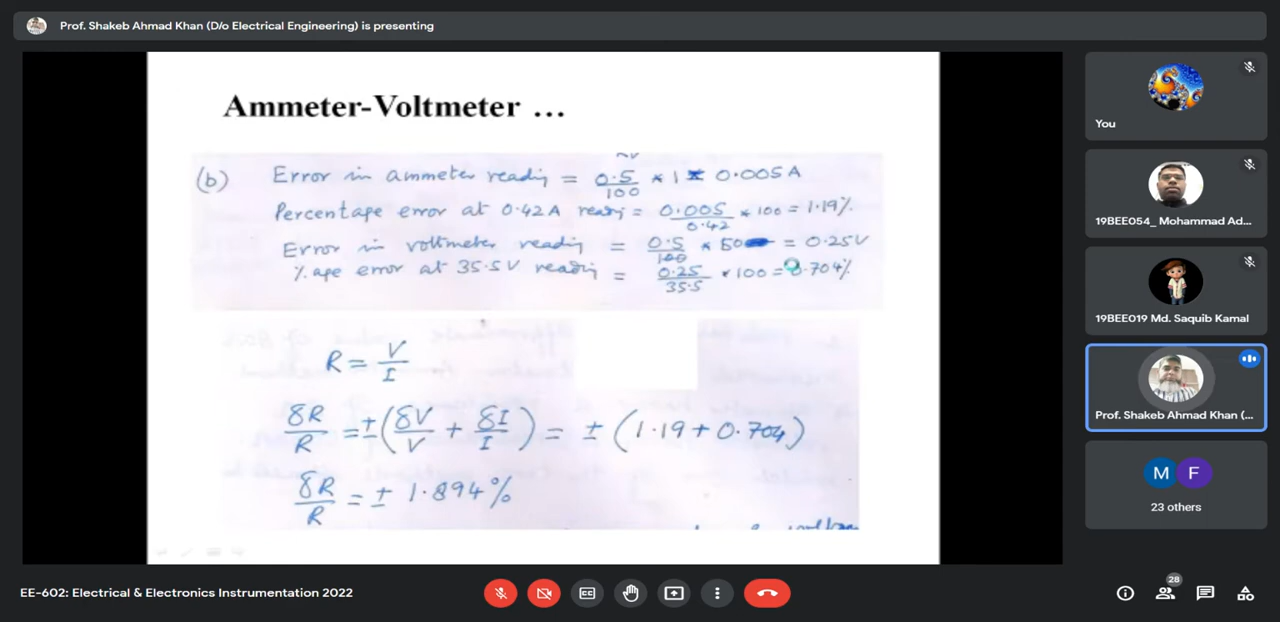 Prof. Shakeb Ahmad Khan (D/o Electrical Engineering) is presenting
Ammeter-Voltmeter ...
(b) Error in ammeter reading = 0.5/100 * 1 = 0.005 A
Percentage error at 0.42A = 0.005/0.42 * 100 = 1.19%
Error in voltmeter reading = 0.5/100 * 50 = 0.25V
%age error at 35.5 V reading = 0.25/35.5 * 100 = 0.704%
R = V/I
δR/R = ±(δV/V + δI/I) = ± (1.19 + 0.704)
δR/R = ± 1.894%
You
19BEE054_ Mohammad Ad...
19BEE019 Md. Saquib Kamal
Prof. Shakeb Ahmad Khan (...
M F
23 others
EE-602: Electrical & Electronics Instrumentation 2022
CC
28